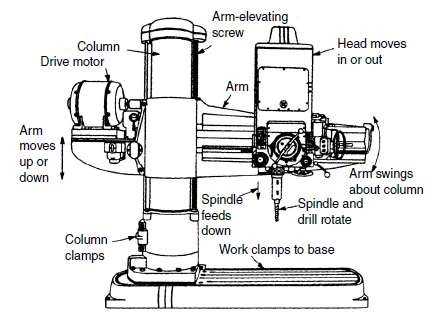 Arm-elevating
screw
Column
Drive motor
Head moves
in or out
Arm
Arm
moves
up or
down
Arm swings
about column
Spindle
feeds
down
Spindle and
drill rotate
Column
clamps
Work clamps to base